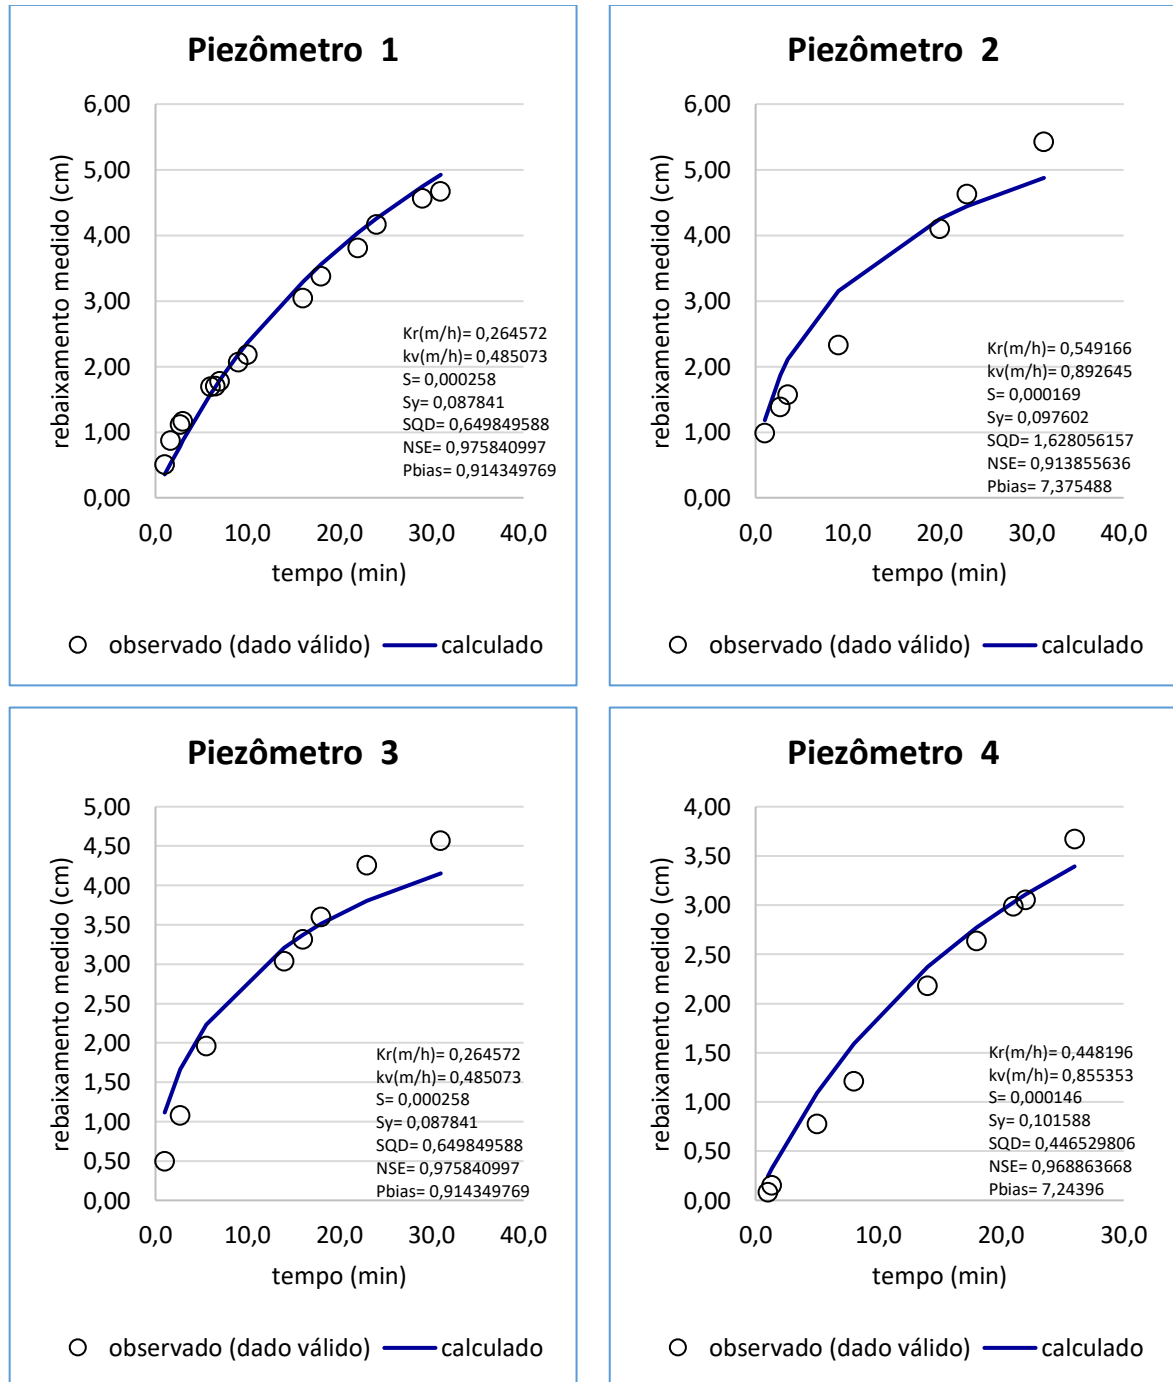 Piezômetro 1
6,00
5,00
4,00
3,00
2,00
1,00
0,00
rebaixamento medido (cm)
Kr(m/h)= 0,264572
kv(m/h)= 0,485073
S= 0,000258
Sy= 0,087841
SQD= 0,649849588
NSE= 0,975840997
Pbias= 0,914349769
0,0 10,0 20,0 30,0 40,0
tempo (min)
observado (dado válido) calculado
Piezômetro 2
6,00
5,00
4,00
3,00
2,00
1,00
0,00
rebaixamento medido (cm)
Kr(m/h)= 0,549166
kv(m/h)= 0,892645
S= 0,000169
Sy= 0,097602
SQD= 1,628056157
NSE= 0,913855636
Pbias= 7,375488
0,0 10,0 20,0 30,0 40,0
tempo (min)
observado (dado válido) calculado
Piezômetro 3
5,00
4,50
4,00
3,50
3,00
2,50
2,00
1,50
1,00
0,50
0,00
rebaixamento medido (cm)
Kr(m/h)= 0,264572
kv(m/h)= 0,485073
S= 0,000258
Sy= 0,087841
SQD= 0,649849588
NSE= 0,975840997
Pbias= 0,914349769
0,0 10,0 20,0 30,0 40,0
tempo (min)
observado (dado válido) calculado
Piezômetro 4
4,00
3,50
3,00
2,50
2,00
1,50
1,00
0,50
0,00
rebaixamento medido (cm)
Kr(m/h)= 0,448196
kv(m/h)= 0,855353
S= 0,000146
Sy= 0,101588
SQD= 0,446529806
NSE= 0,968863668
Pbias= 7,24396
0,0 10,0 20,0 30,0
tempo (min)
observado (dado válido) calculado